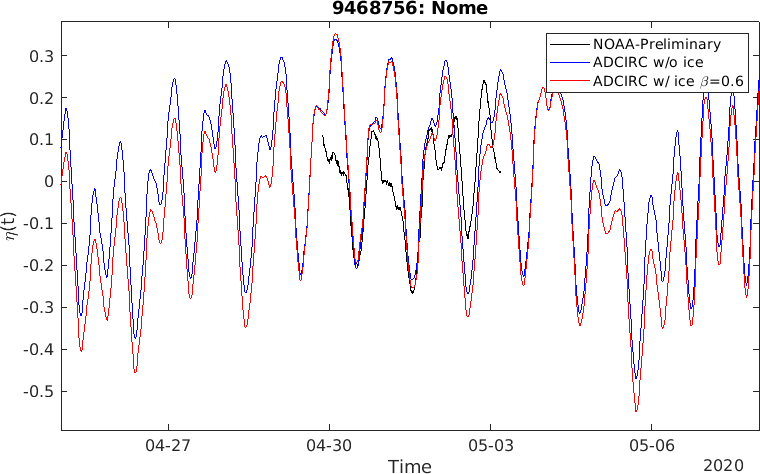 9468756: Nome
NOAA-Preliminary
ADCIRC w/o ice
ADCIRC w/ ice β=0.6
0.3
0.2
0.1
0
-0.1
-0.2
-0.3
-0.4
-0.5
η(t)
04-27
04-30
05-03
05-06
Time
2020